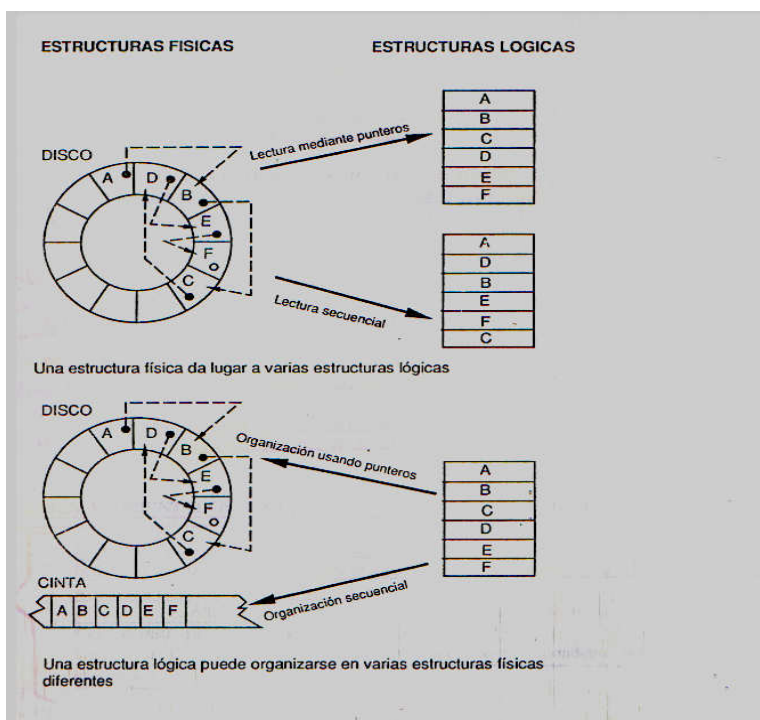 ESTRUCTURAS FISICAS
ESTRUCTURAS LOGICAS
DISCO
A
D
B
E
F
C
Lectura mediante punteros
A
B
C
D
E
F
Lectura secuencial
A
D
B
E
F
C
Una estructura física da lugar a varias estructuras lógicas
DISCO
A
D
B
E
F
C
Organización usando punteros
A
B
C
D
E
F
CINTA
A B C D E F
Organización secuencial
Una estructura lógica puede organizarse en varias estructuras físicas
diferentes